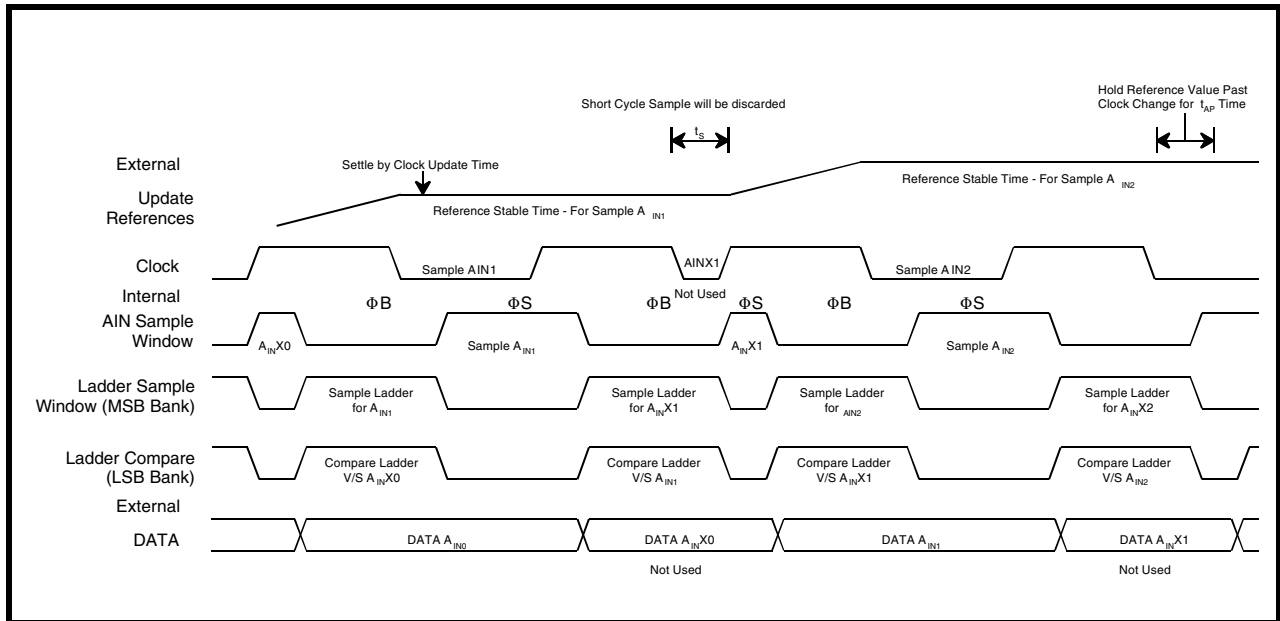 Hold Reference Value Past
Clock Change for tAP Time
Short Cycle Sample will be discarded
tS
External
Settle by Clock Update Time
Reference Stable Time - For Sample A IN2
Update
References
Reference Stable Time - For Sample A IN1
Clock
Sample AIN1
AINX1
Sample A IN2
Internal
ΦB
ΦS
ΦB
Not Used
ΦS
ΦB
ΦS
AIN Sample
Window
AINX0
Sample AIN1
AINX1
Sample AIN2
Ladder Sample
Window (MSB Bank)
Sample Ladder
for AIN1
Sample Ladder
for AINX1
Sample Ladder
for AIN2
Sample Ladder
for AINX2
Ladder Compare
(LSB Bank)
Compare Ladder
V/S AINX0
Compare Ladder
V/S AIN1
Compare Ladder
V/S AINX1
Compare Ladder
V/S AIN2
External
DATA
DATA AIN0
DATA AINX0
DATA AIN1
DATA AINX1
Not Used
Not Used